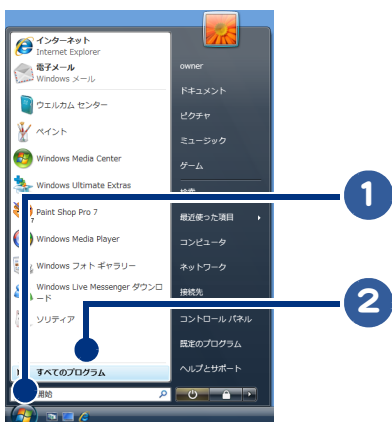 インターネット
Internet Explorer
電子メール
Windows メール
ウェルカム センター
ペイント
Windows Media Center
Windows Ultimate Extras
Paint Shop Pro 7
7
Windows Media Player
Windows フォト ギャラリー
Windows Live Messenger ダウンロ
ード
ソリティア
すべてのプログラム
開始
owner
ドキュメント
ピクチャ
ミュージック
ゲーム
検索
最近使った項目
コンピュータ
ネットワーク
接続先
コントロール パネル
既定のプログラム
ヘルプとサポート
1
2